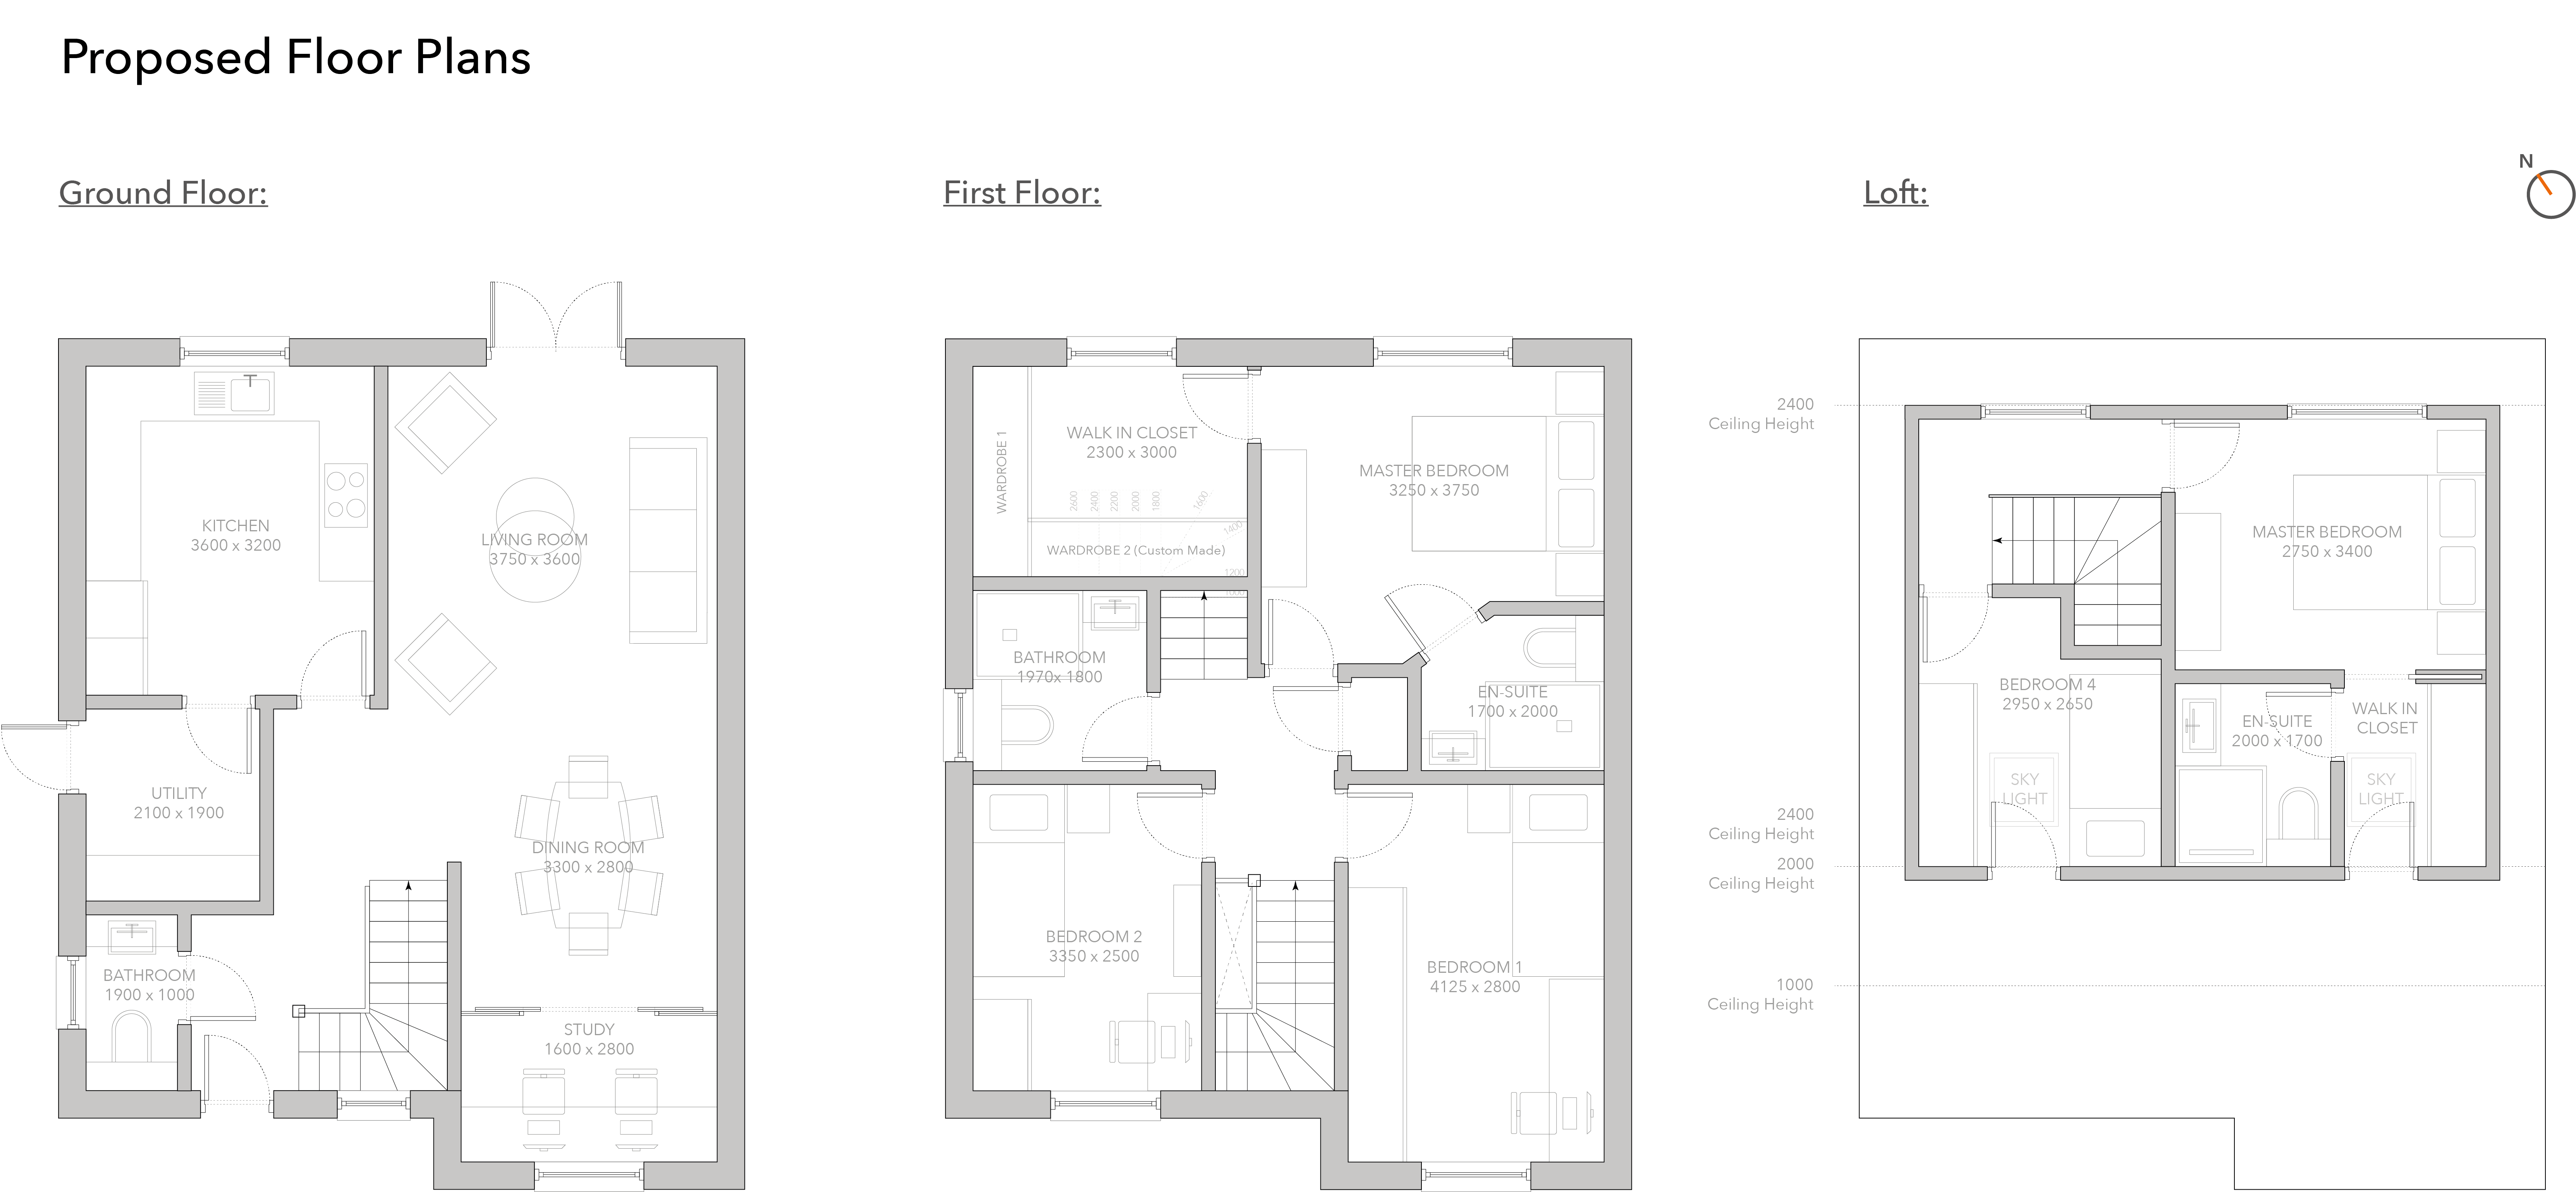 Proposed Floor Plans
Ground Floor:
KITCHEN
3600 x 3200
LIVING ROOM
3750 x 3600
UTILITY
2100 x 1900
DINING ROOM
3300 x 2800
BATHROOM
1900 x 1000
STUDY
1600 x 2800
First Floor:
WARDROBE 1
WALK IN CLOSET
2300 x 3000
2600
2400
2200
2000
1800
1600
1400
1200
1000
WARDROBE 2 (Custom Made)
MASTER BEDROOM
3250 x 3750
BATHROOM
1970x 1800
EN-SUITE
1700 x 2000
BEDROOM 2
3350 x 2500
BEDROOM 1
4125 x 2800
Loft:
N
2400
Ceiling Height
MASTER BEDROOM
2750 x 3400
BEDROOM 4
2950 x 2650
EN-SUITE
2000 x 1700
WALK IN
CLOSET
SKY
LIGHT
SKY
LIGHT
2400
Ceiling Height
2000
Ceiling Height
1000
Ceiling Height